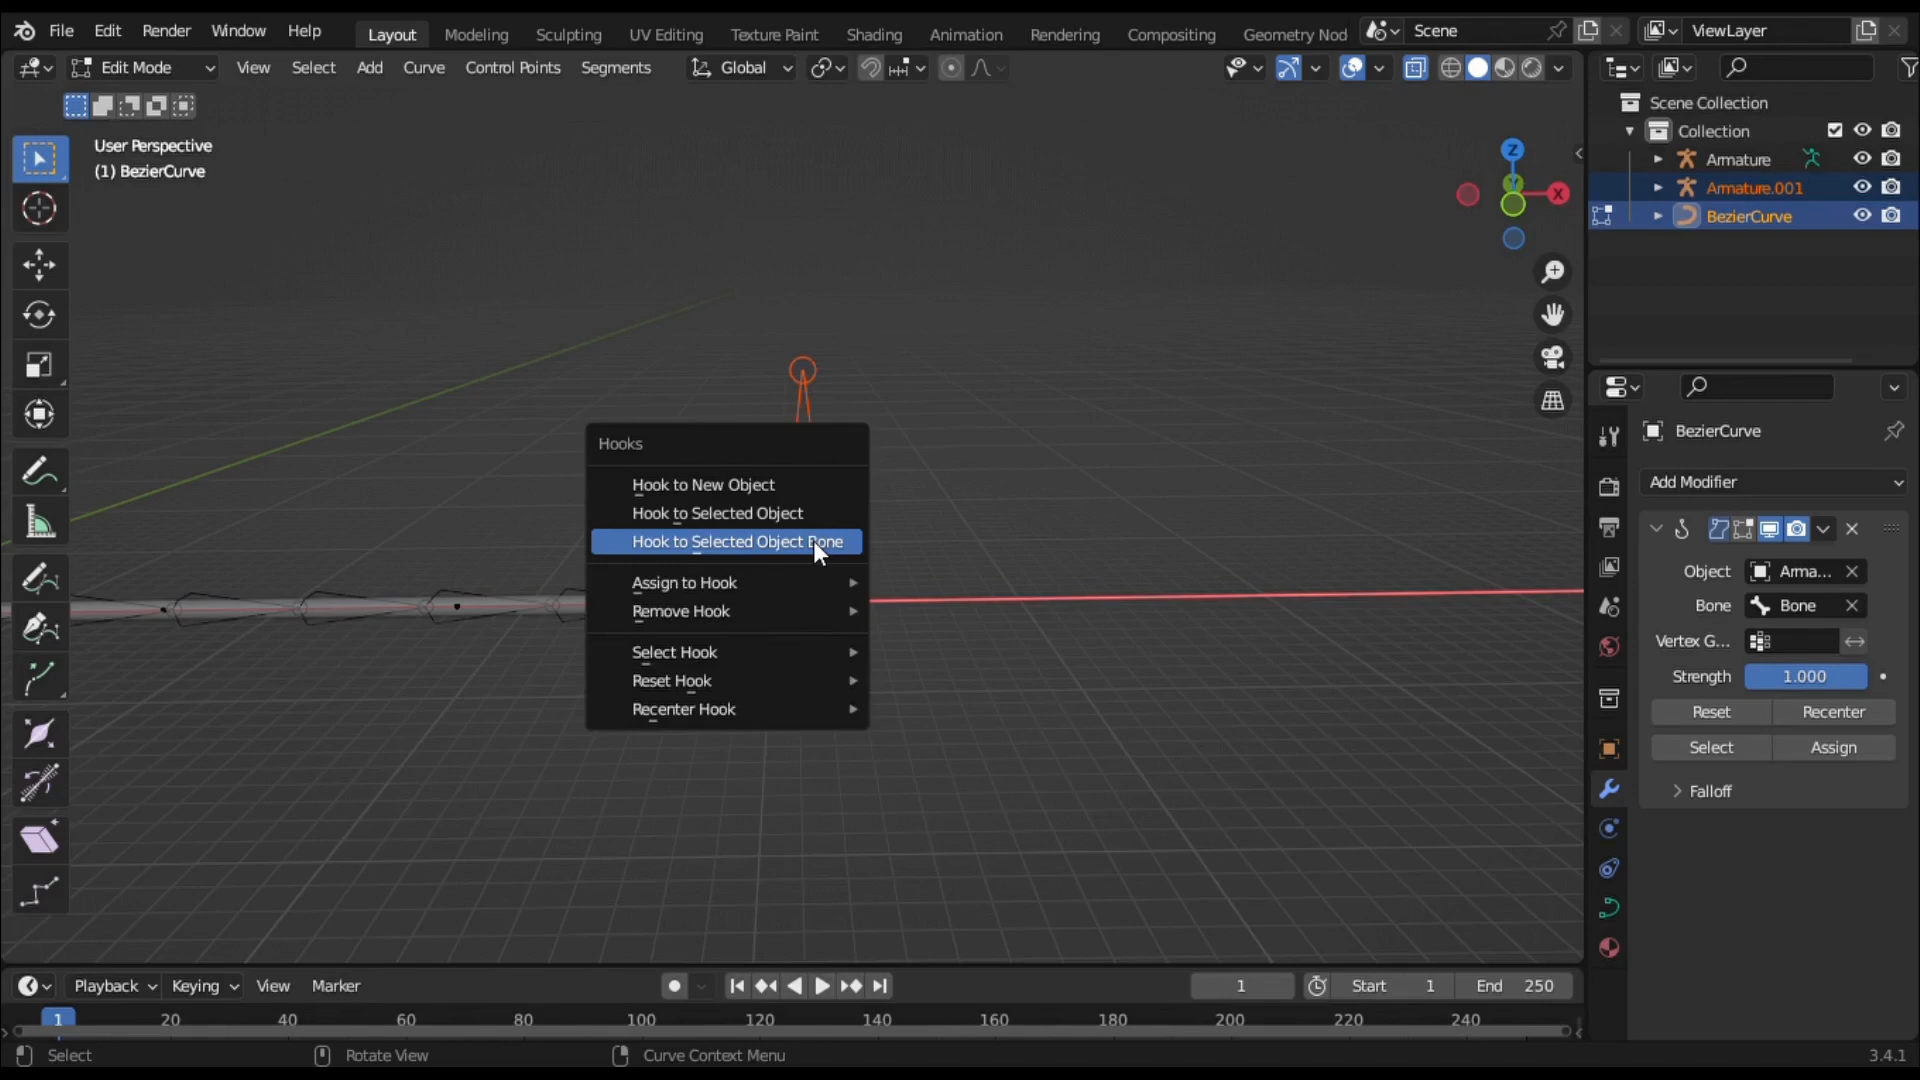 File Edit Render Window Help Layout Modeling Sculpting UV Editing Texture Paint Shading Animation Rendering Compositing Geometry Nod Scene ViewLayer
Edit Mode View Select Add Curve Control Points Segments Global
User Perspective
(1) BezierCurve
Z
Y
X
Scene Collection
Collection
Armature
Armature.001
BezierCurve
Hooks
Hook to New Object
Hook to Selected Object
Hook to Selected Object Bone
Assign to Hook
Remove Hook
Select Hook
Reset Hook
Recenter Hook
BezierCurve
Add Modifier
Object Arma...
Bone Bone
Vertex G...
Strength 1.000
Reset Recenter
Select Assign
Falloff
Playback Keying View Marker 1 Start 1 End 250
1 20 40 60 80 100 120 140 160 180 200 220 240
Select Rotate View Curve Context Menu 3.4.1